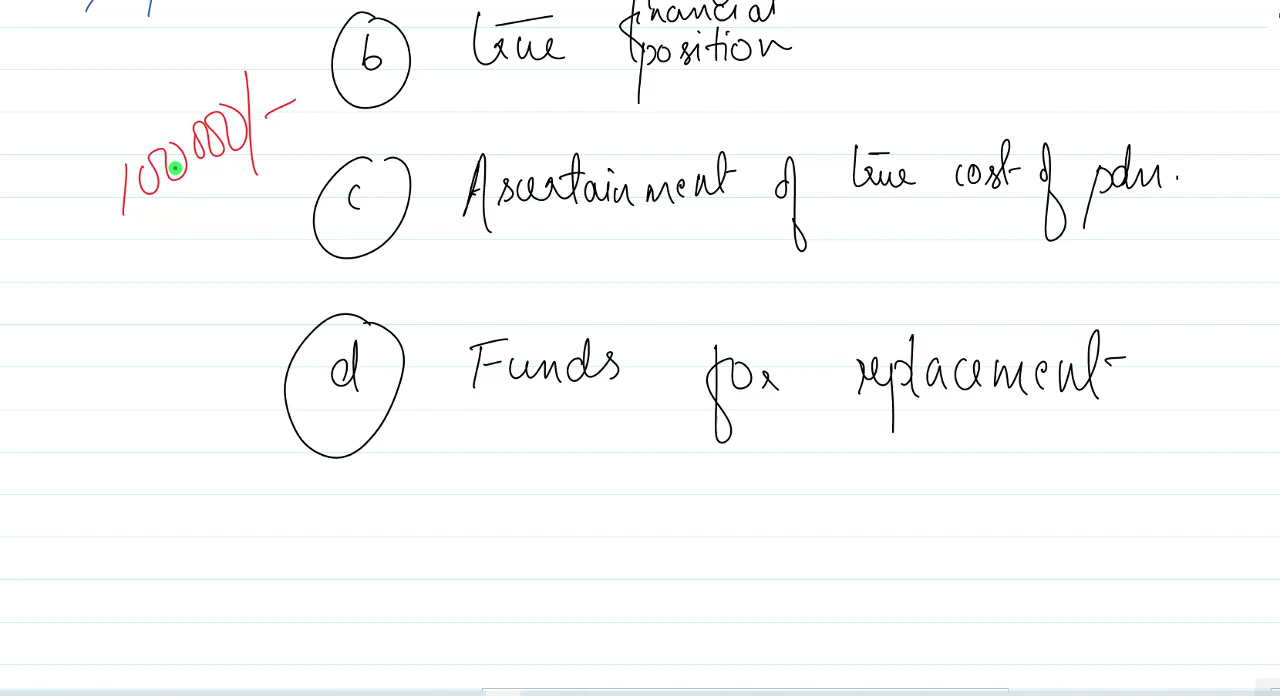 b true financial
position
100000/-
c Ascertainment of true cost of pdn.
d Funds for replacement